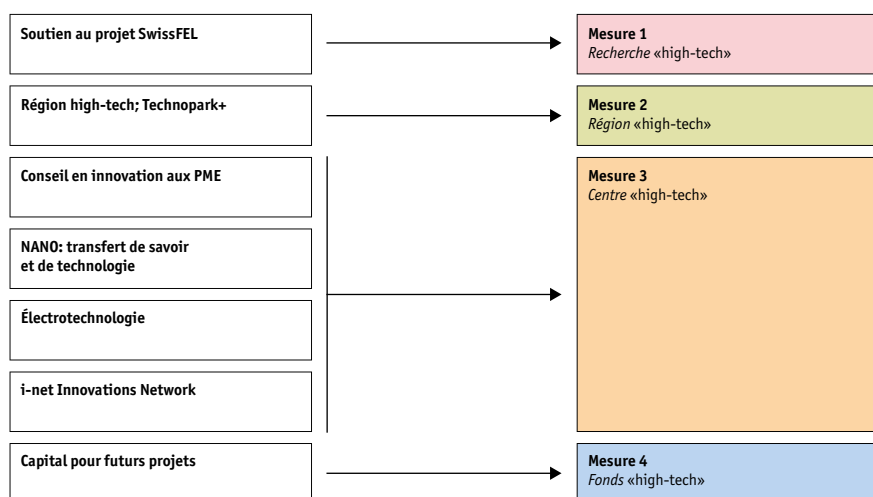 Soutien au projet SwissFEL
Mesure 1
Recherche «high-tech»
Région high-tech; Technopark+
Mesure 2
Région «high-tech»
Conseil en innovation aux PME
Mesure 3
Centre «high-tech»
NANO: transfert de savoir
et de technologie
Électrotechnologie
i-net Innovations Network
Capital pour futurs projets
Mesure 4
Fonds «high-tech»